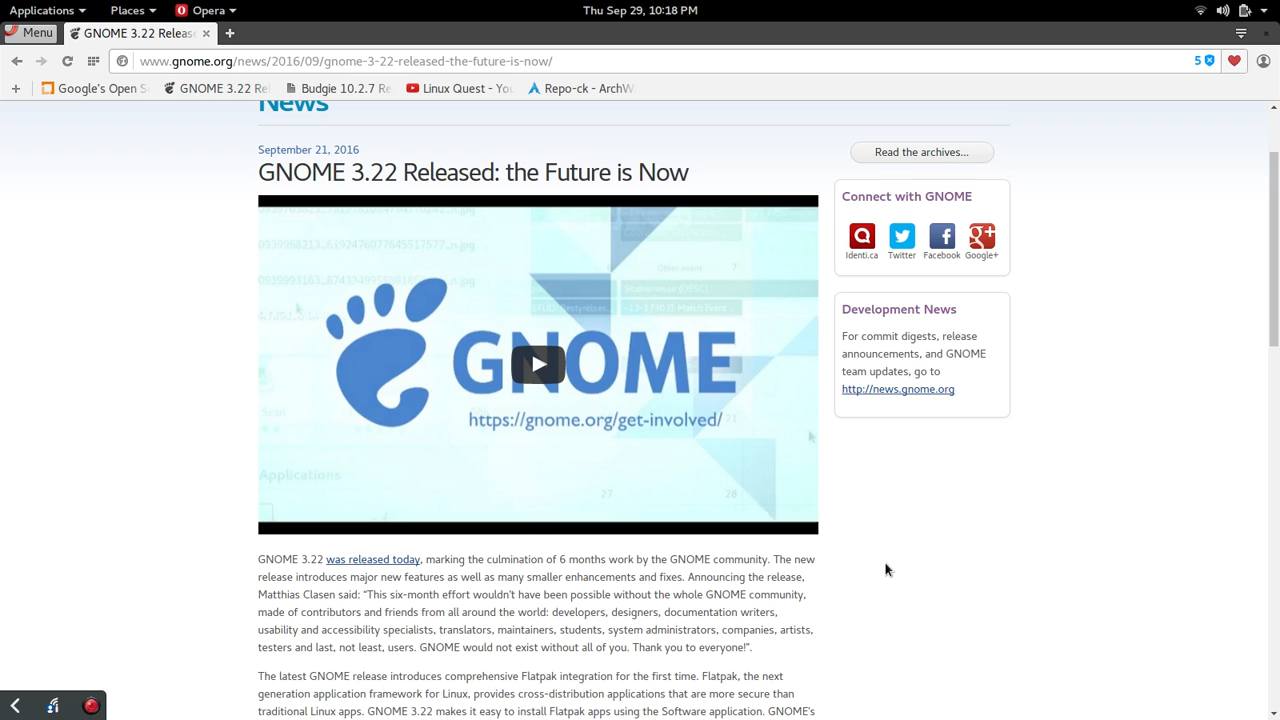 Applications Places Opera Thu Sep 29, 10:18 PM
Menu GNOME 3.22 Releas
www.gnome.org/news/2016/09/gnome-3-22-released-the-future-is-now/ 5
Google's Open S GNOME 3.22 Rel Budgie 10.2.7 Re Linux Quest - Yo ArchW Repo-ck -
News
September 21, 2016
GNOME 3.22 Released: the Future is Now
GNOME
https://gnome.org/get-involved/
Applications
27 28
GNOME 3.22 was released today, marking the culmination of 6 months work by the GNOME community. The new
release introduces major new features as well as many smaller enhancements and fixes. Announcing the release,
Matthias Clasen said: “This six-month effort wouldn't have been possible without the whole GNOME community,
made of contributors and friends from all around the world: developers, designers, documentation writers,
usability and accessibility specialists, translators, maintainers, students, system administrators, companies, artists,
testers and last, not least, users. GNOME would not exist without all of you. Thank you to everyone!”.
The latest GNOME release introduces comprehensive Flatpak integration for the first time. Flatpak, the next
generation application framework for Linux, provides cross-distribution applications that are more secure than
traditional Linux apps. GNOME 3.22 makes it easy to install Flatpak apps using the Software application. GNOME's
Read the archives...
Connect with GNOME
Identi.ca Twitter Facebook Google+
Development News
For commit digests, release
announcements, and GNOME
team updates, go to
http://news.gnome.org